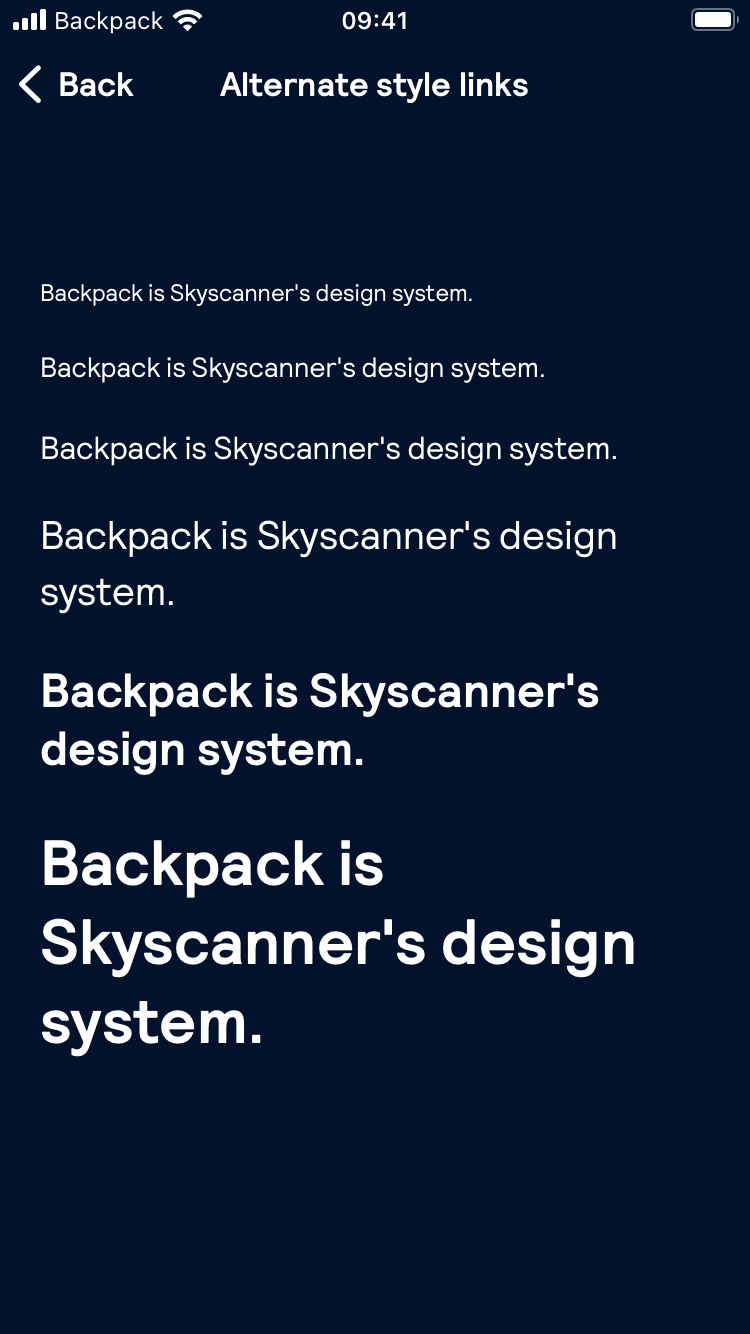 Backpack 09:41
Back Alternate style links
Backpack is Skyscanner's design system.
Backpack is Skyscanner's design system.
Backpack is Skyscanner's design system.
Backpack is Skyscanner's design
system.
Backpack is Skyscanner's
design system.
Backpack is
Skyscanner's design
system.